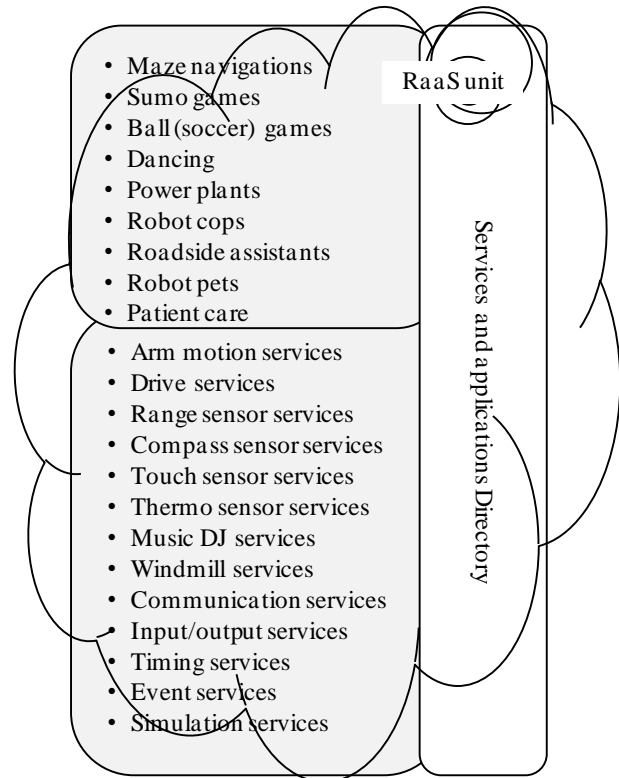 • Maze navigations
• Sumo games
• Ball (soccer) games
• Dancing
• Power plants
• Robot cops
• Roadside assistants
• Robot pets
• Patient care
• Arm motion services
• Drive services
• Range sensor services
• Compass sensor services
• Touch sensor services
• Thermo sensor services
• Music DJ services
• Windmill services
• Communication services
• Input/output services
• Timing services
• Event services
• Simulation services
RaaS unit
Services and applications Directory